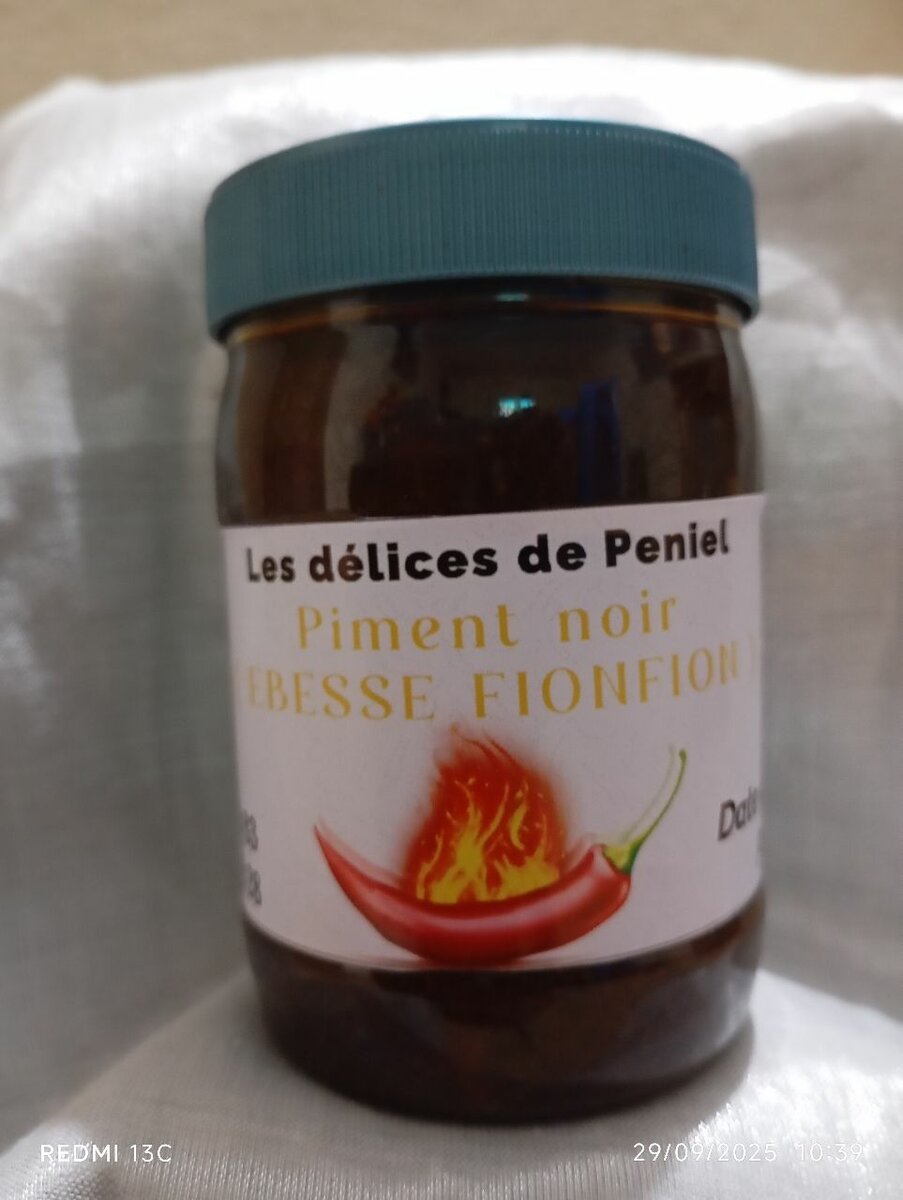 Les délices de Peniel
Piment noir
EBESSE FIONFION
REDMI 13C
29/09/2025 10:39